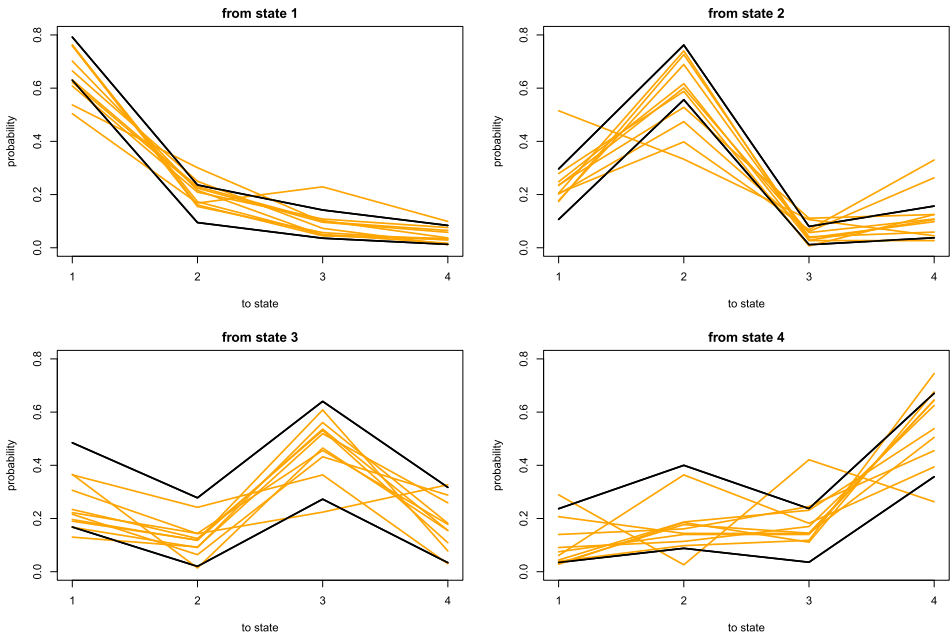 from state 1
probability
0.8
0.6
0.4
0.2
0.0
1 2 3 4
to state
from state 2
probability
0.8
0.6
0.4
0.2
0.0
1 2 3 4
to state
from state 3
probability
0.8
0.6
0.4
0.2
0.0
1 2 3 4
to state
from state 4
probability
0.8
0.6
0.4
0.2
0.0
1 2 3 4
to state